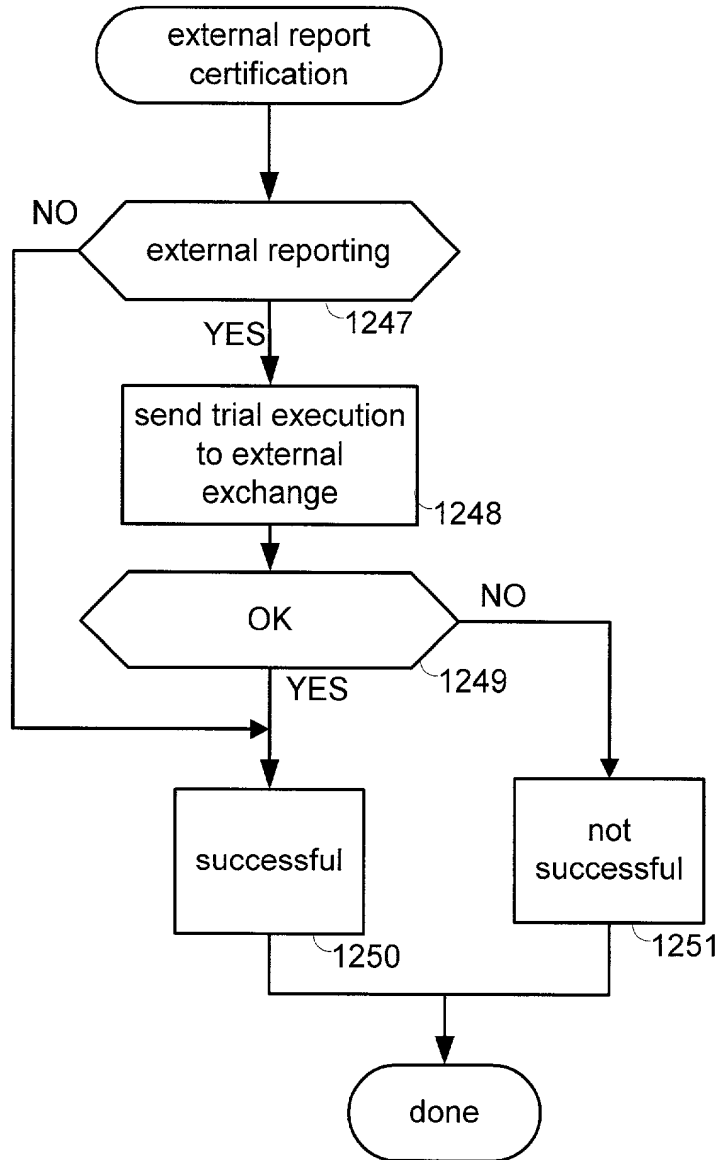 external report
certification
NO
external reporting
1247
YES
send trial execution
to external
exchange
1248
OK
NO
1249
YES
successful
1250
not
successful
1251
done